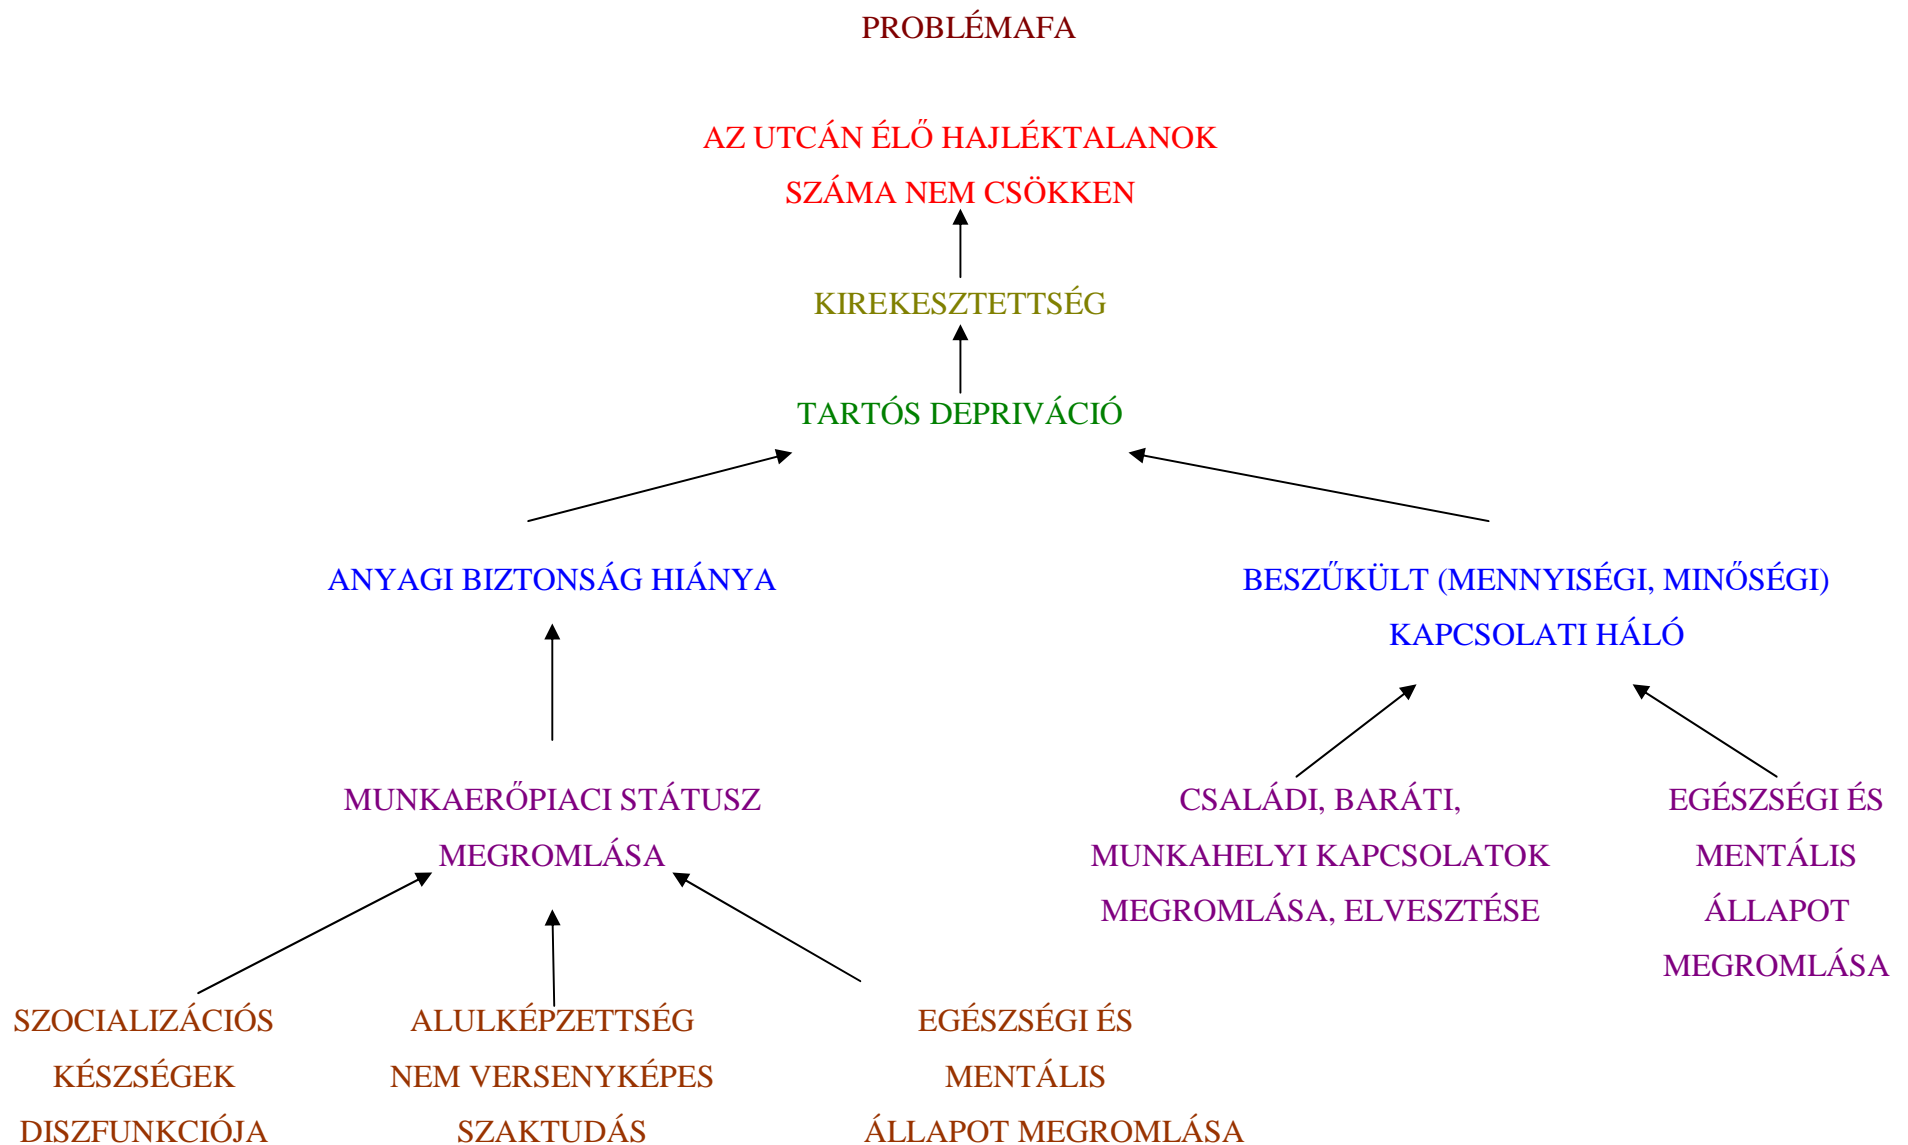 PROBLÉMAFA
AZ UTCÁN ÉLŐ HAJLÉKTALANOK
SZÁMA NEM CSÖKKEN
KIREKESZTETTSÉG
TARTÓS DEPRIVÁCIÓ
ANYAGI BIZTONSÁG HIÁNYA
BESZŰKÜLT (MENNYISÉGI, MINŐSÉGI)
KAPCSOLATI HÁLÓ
MUNKAERŐPIACI STÁTUSZ
MEGROMLÁSA
CSALÁDI, BARÁTI,
MUNKAHELYI KAPCSOLATOK
MEGROMLÁSA, ELVESZTÉSE
EGÉSZSÉGI ÉS
MENTÁLIS
ÁLLAPOT
MEGROMLÁSA
SZOCIALIZÁCIÓS
KÉSZSÉGEK
DISZFUNKCIÓJA
ALULKÉPZETTSÉG
NEM VERSENYKÉPES
SZAKTUDÁS
EGÉSZSÉGI ÉS
MENTÁLIS
ÁLLAPOT MEGROMLÁSA